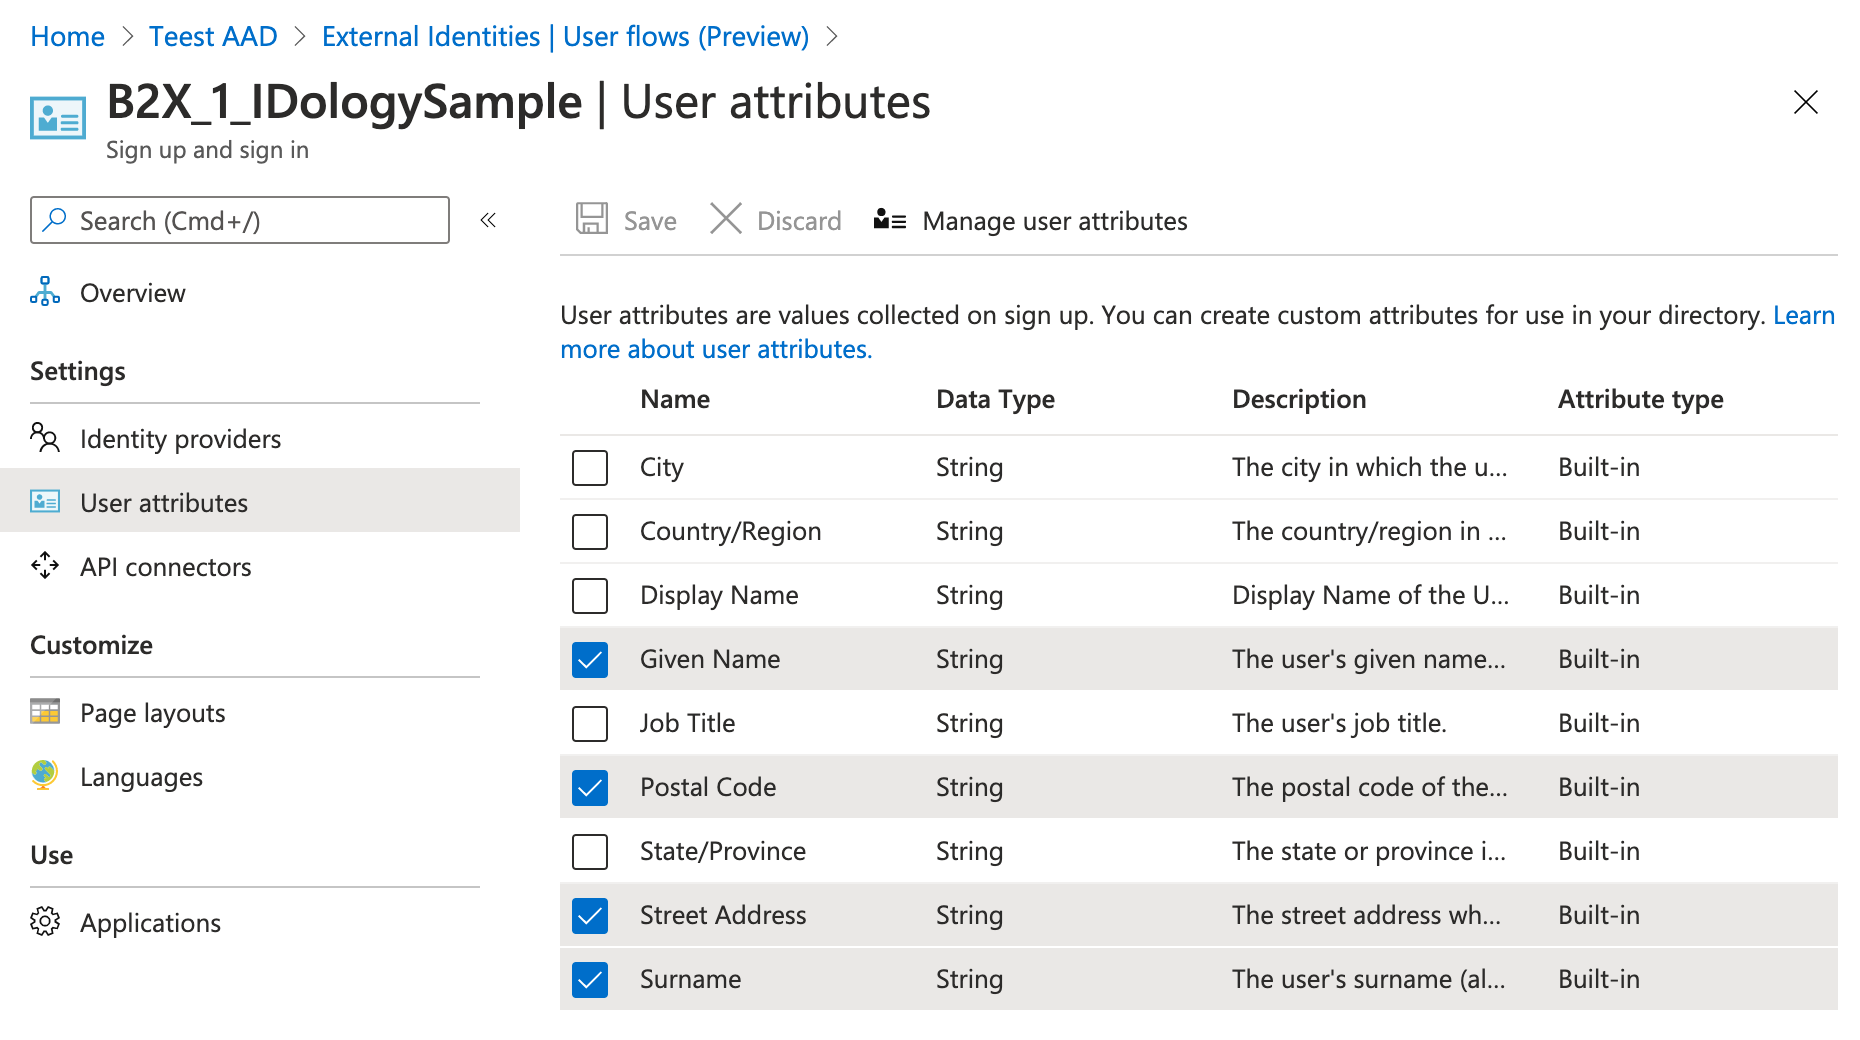 Home > Teest AAD > External Identities | User flows (Preview) >
B2X_1_IDologySample | User attributes
Sign up and sign in
Search (Cmd+/)
«
Overview
Settings
Identity providers
User attributes
API connectors
Customize
Page layouts
Languages
Use
Applications
Save Discard Manage user attributes
User attributes are values collected on sign up. You can create custom attributes for use in your directory. Learn
more about user attributes.
Name Data Type Description Attribute type
City String The city in which the u... Built-in
Country/Region String The country/region in ... Built-in
Display Name String Display Name of the U... Built-in
Given Name String The user's given name... Built-in
Job Title String The user's job title. Built-in
Postal Code String The postal code of the... Built-in
State/Province String The state or province i... Built-in
Street Address String The street address wh... Built-in
Surname String The user's surname (al... Built-in